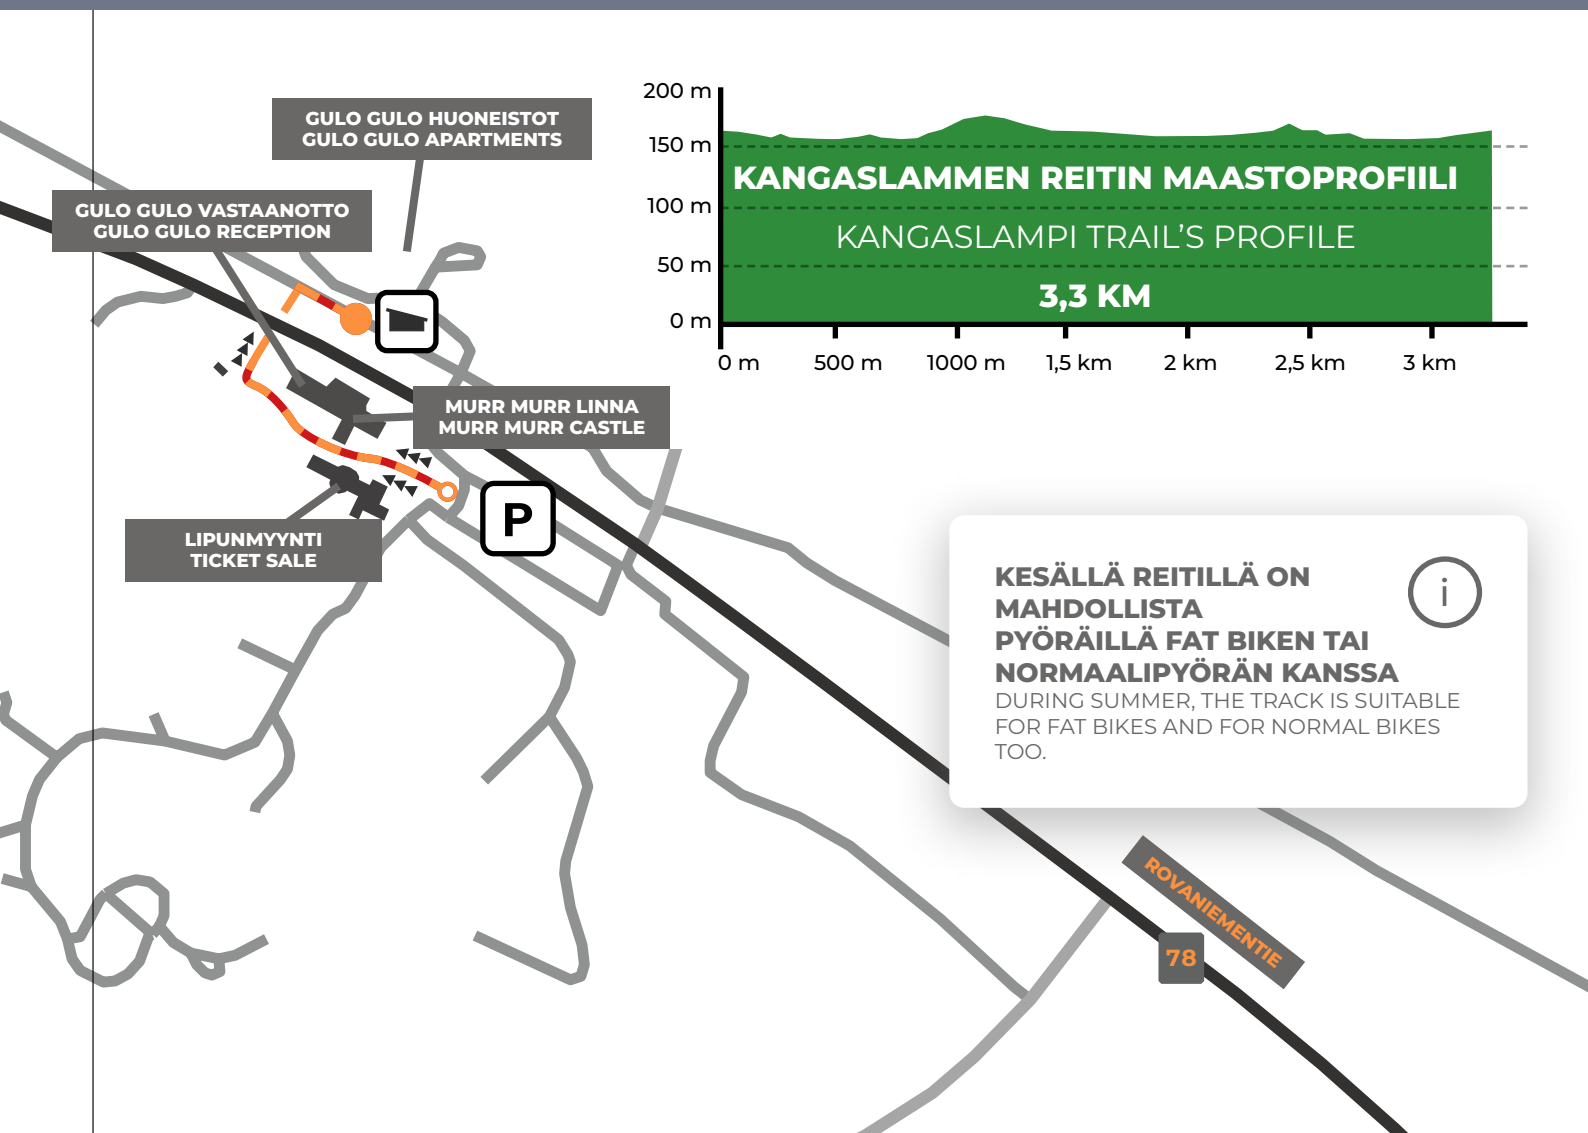 GULO GULO HUONEISTOT
GULO GULO APARTMENTS
GULO GULO VASTAANOTTO
GULO GULO RECEPTION
MURR MURR LINNA
MURR MURR CASTLE
LIPUNMYYNTI
TICKET SALE
P
200 m
150 m
100 m
50 m
0 m
KANGASLAMMEN REITIN MAASTOPROFIILI
KANGASLAMPI TRAIL'S PROFILE
3,3 KM
0 m 500 m 1000 m 1,5 km 2 km 2,5 km 3 km
KESÄLLÄ REITILLÄ ON
MAHDOLLISTA
PYÖRÄILLÄ FAT BIKEN TAI
NORMAALIPYÖRÄN KANSSA
i
DURING SUMMER, THE TRACK IS SUITABLE
FOR FAT BIKES AND FOR NORMAL BIKES
TOO.
ROVANIEMENTIE
78